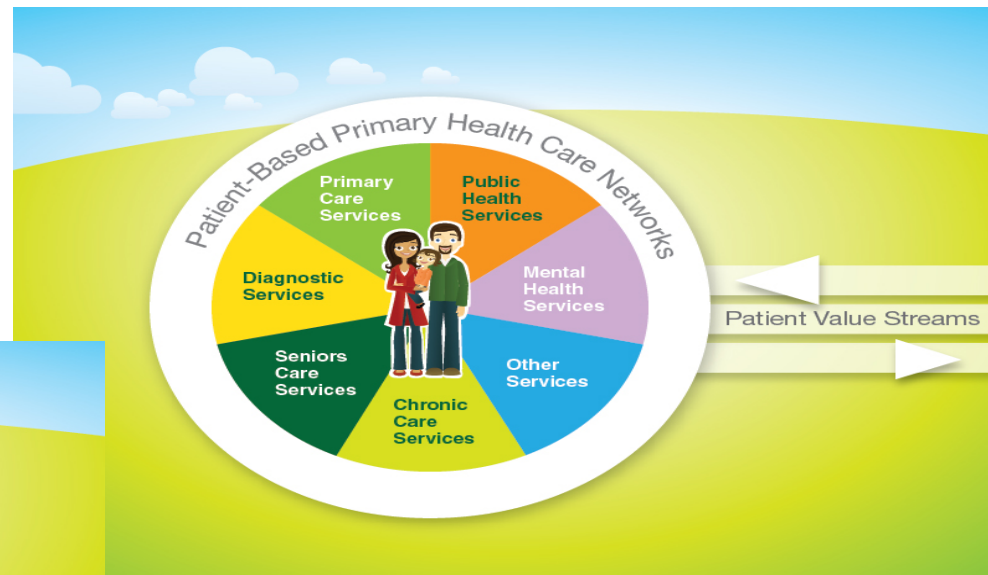 Patient-Based Primary Health Care Networks
Primary
Care
Services
Public
Health
Services
Diagnostic
Services
Mental
Health
Services
Patient Value Streams
Seniors
Care
Services
Other
Services
Chronic
Care
Services